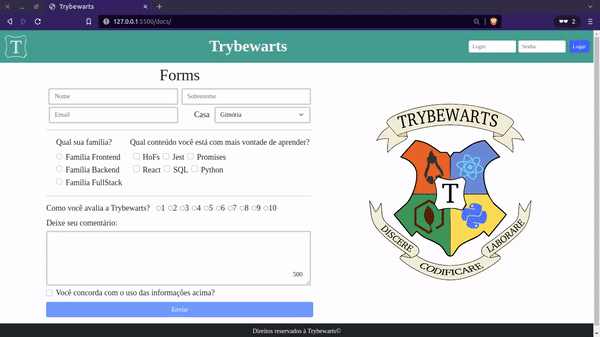 Trybewarts
127.0.0.1:5500/docs/
2
T
Trybewarts
Login
Senha
Logar
Forms
Nome
Sobrenome
Email
Casa
Gitnória
Qual sua família?
Família Frontend
Família Backend
Família FullStack
Qual conteúdo você está com mais vontade de aprender?
HoFs Jest Promises
React SQL Python
Como você avalia a Trybewarts? 1 2 3 4 5 6 7 8 9 10
Deixe seu comentário:
500
Você concorda com o uso das informações acima?
Enviar
TRYBEWARTS
T
DISCERE
CODIFICARE
LABORARE
Direitos reservados à Trybewarts©